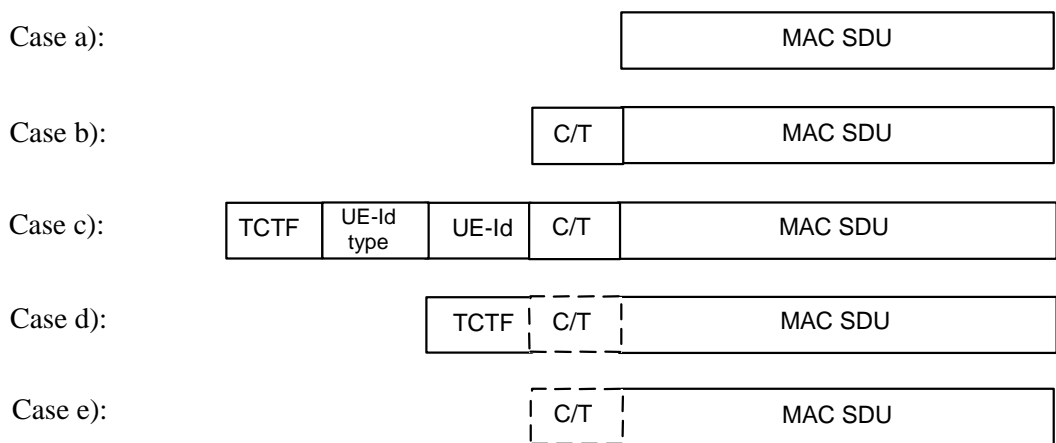 Case a): MAC SDU
Case b): C/T MAC SDU
Case c): TCTF UE-Id type UE-Id C/T MAC SDU
Case d): TCTF C/T MAC SDU
Case e): C/T MAC SDU